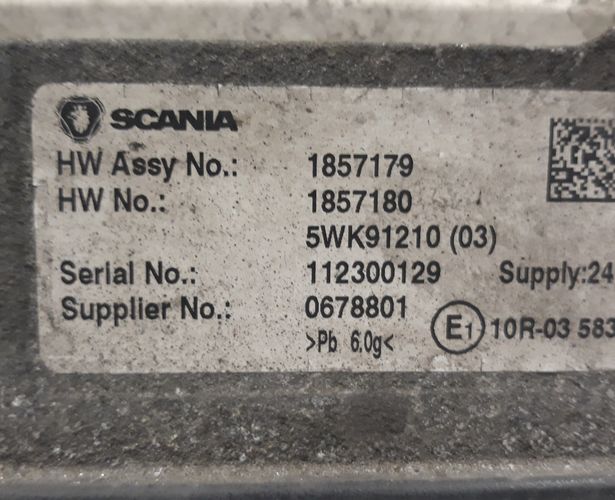 SCANIA
HW Assy No.: 1857179
HW No.: 1857180
5WK91210 (03)
Serial No.: 112300129 Supply:24
Supplier No.: 0678801
>Pb 6.0g< E1 10R-03 583